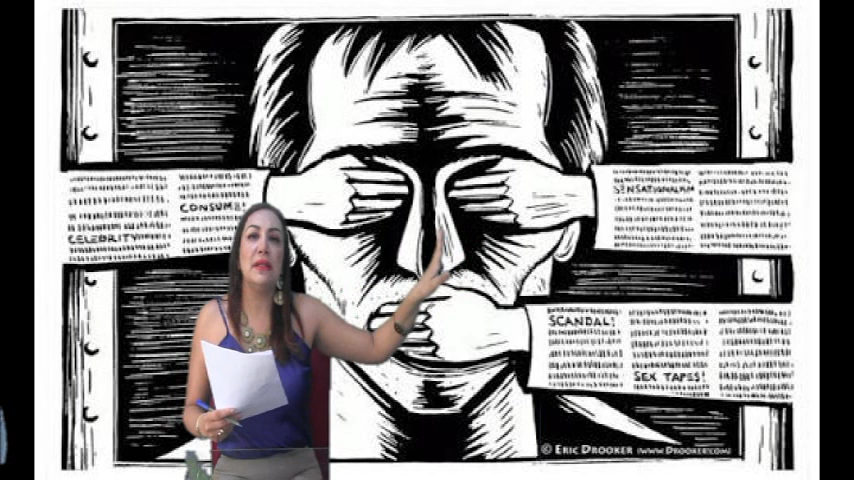 CONSUME!
CELEBRITY
SENSATIONALISM
SCANDAL!
SEX TAPES!
© ERIC DROOKER (WWW.DROOKER.COM)